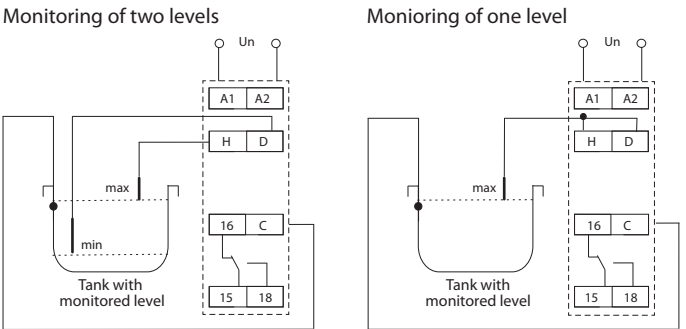 Monitoring of two levels
Un
A1 A2
H D
max
min
16 C
Tank with
monitored level
15 18
Monioring of one level
Un
A1 A2
H D
max
16 C
Tank with
monitored level
15 18